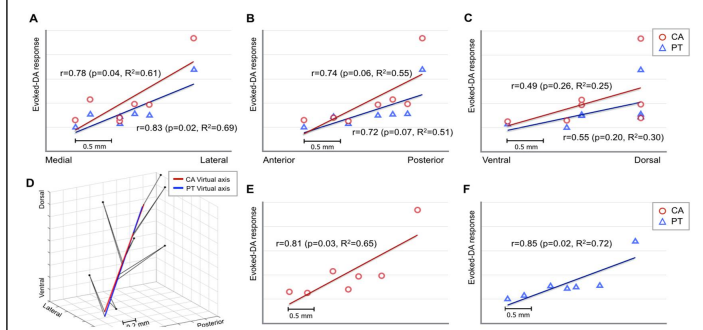 A
B
C
CA
PT
Evoked-DA response
r=0.78 (p=0.04, R²=0.61)
r=0.83 (p=0.02, R²=0.69)
0.5 mm
Medial Lateral
Evoked-DA response
r=0.74 (p=0.06, R²=0.55)
r=0.72 (p=0.07, R²=0.51)
0.5 mm
Anterior Posterior
Evoked-DA response
r=0.49 (p=0.26, R²=0.25)
r=0.55 (p=0.20, R²=0.30)
0.5 mm
Ventral Dorsal
D
CA Virtual axis
PT Virtual axis
Dorsal
Ventral
Lateral
0.2 mm
Posterior
E
Evoked-DA response
r=0.81 (p=0.03, R²=0.65)
0.5 mm
F
CA
PT
Evoked-DA response
r=0.85 (p=0.02, R²=0.72)
0.5 mm